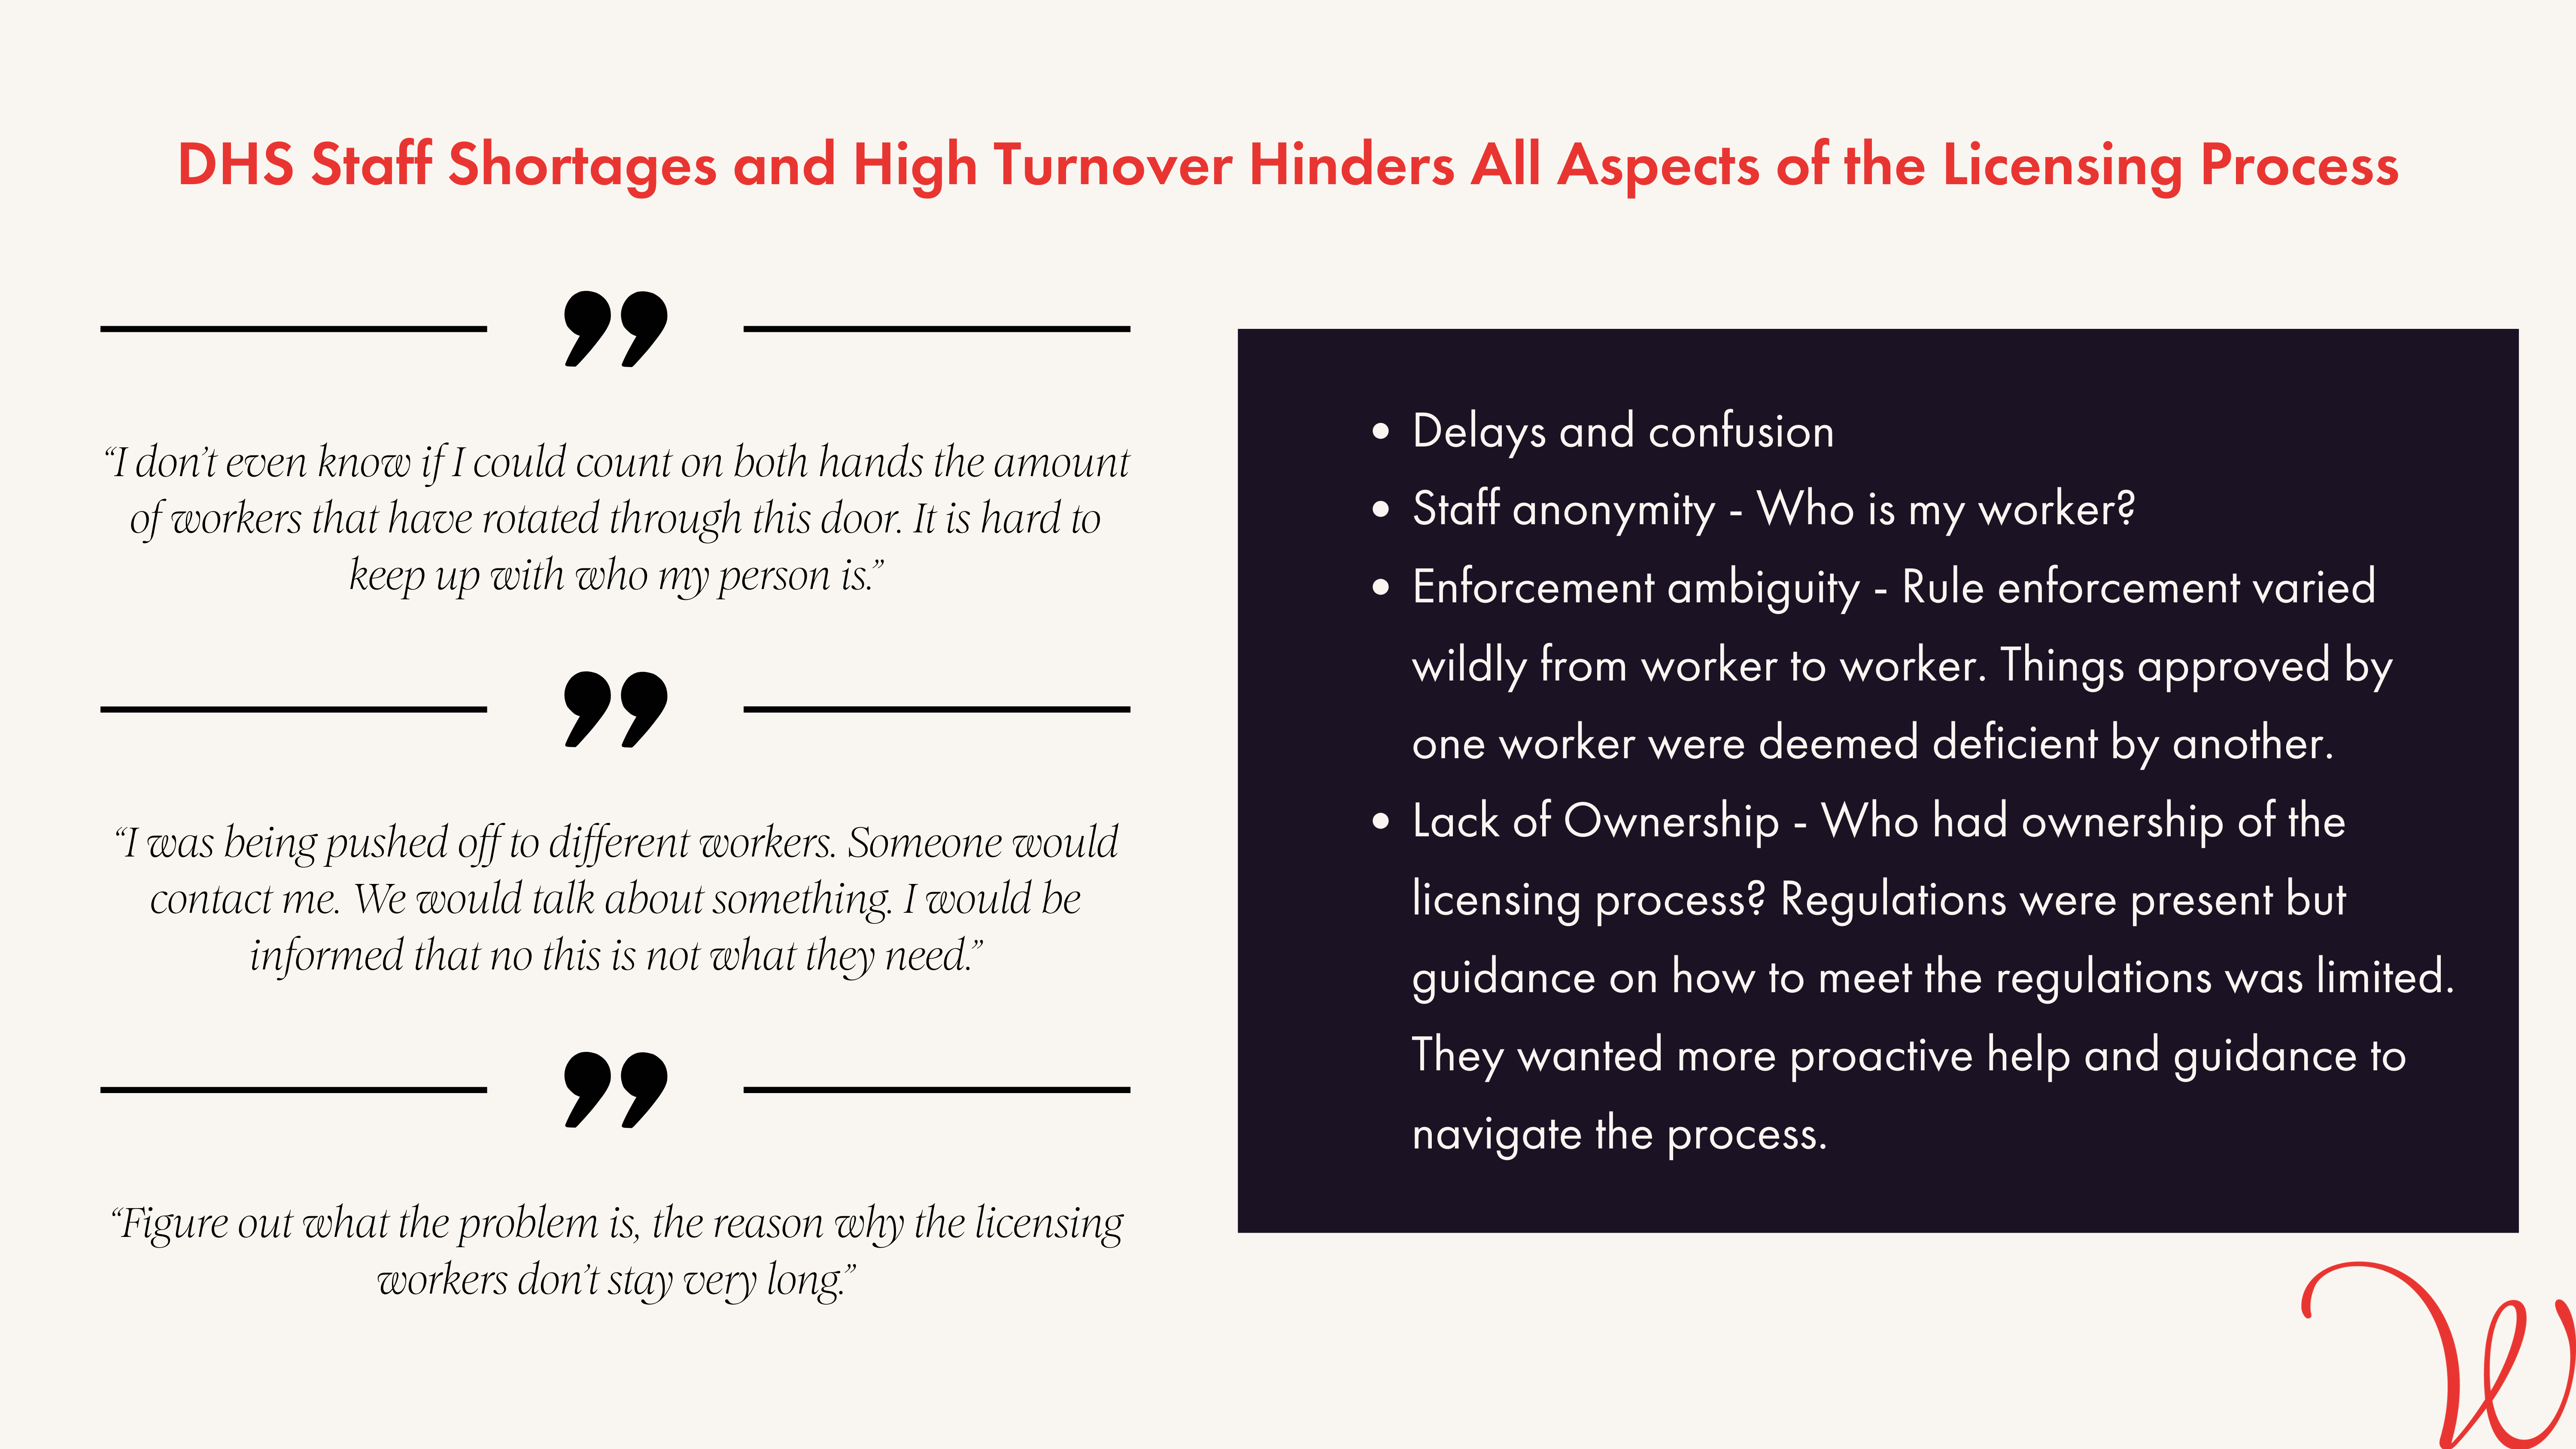 DHS Staff Shortages and High Turnover Hinders All Aspects of the Licensing Process
”
“I don’t even know if I could count on both hands the amount
of workers that have rotated through this door. It is hard to
keep up with who my person is.”
”
“I was being pushed off to different workers. Someone would
contact me. We would talk about something. I would be
informed that no this is not what they need.”
”
“Figure out what the problem is, the reason why the licensing
workers don’t stay very long.”
• Delays and confusion
• Staff anonymity - Who is my worker?
• Enforcement ambiguity - Rule enforcement varied
wildly from worker to worker. Things approved by
one worker were deemed deficient by another.
• Lack of Ownership - Who had ownership of the
licensing process? Regulations were present but
guidance on how to meet the regulations was limited.
They wanted more proactive help and guidance to
navigate the process.
W